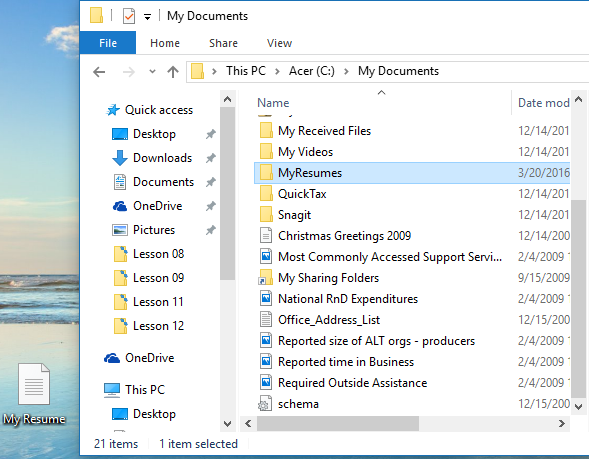 My Documents
File Home Share View
This PC > Acer (C:) > My Documents
Name Date mod
Quick access
Desktop
Downloads
Documents
OneDrive
Pictures
Lesson 08
Lesson 09
Lesson 11
Lesson 12
OneDrive
This PC
Desktop
My Received Files 12/14/201
My Videos 12/14/201
MyResumes 3/20/2016
QuickTax 12/14/201
Snagit 12/14/201
Christmas Greetings 2009 12/14/200
Most Commonly Accessed Support Servi... 2/4/2009 1
My Sharing Folders 9/15/2009
National RnD Expenditures 2/4/2009 1
Office_Address_List 12/15/200
Reported size of ALT orgs - producers 2/4/2009 1
Reported time in Business 2/4/2009 1
Required Outside Assistance 2/4/2009 1
schema 12/15/200
21 items 1 item selected
My Resume